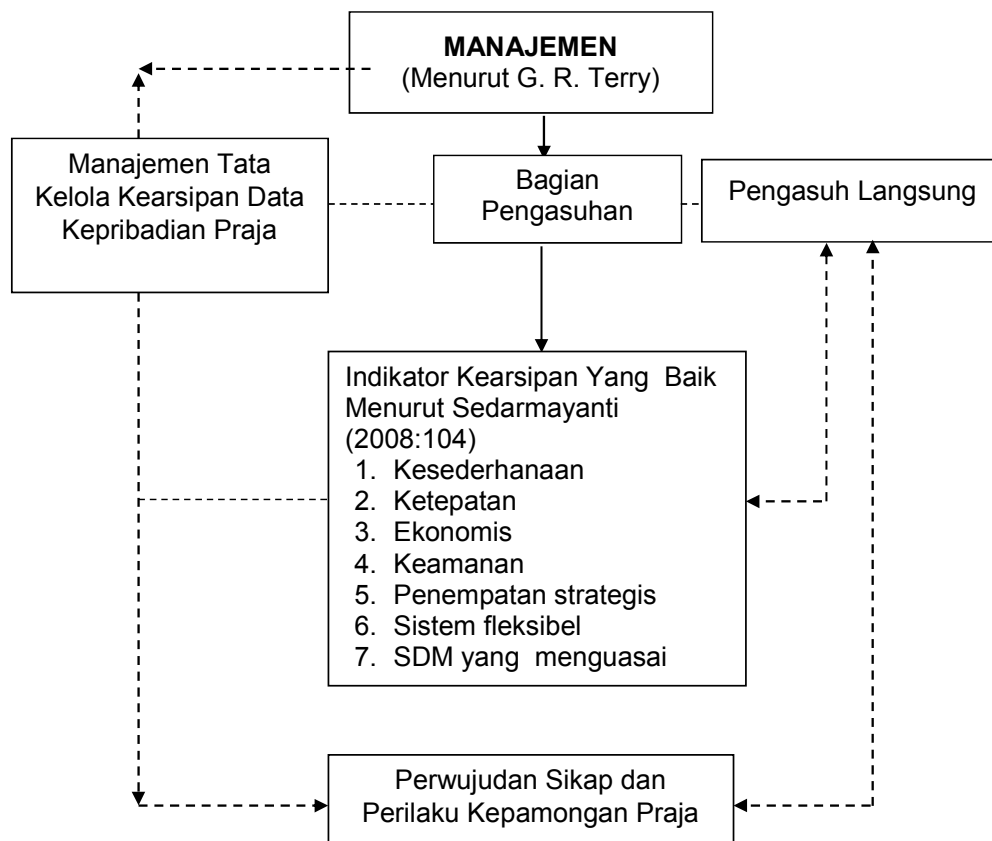 MANAJEMEN
(Menurut G. R. Terry)
Manajemen Tata
Kelola Kearsipan Data
Kepribadian Praja
Bagian
Pengasuhan
Pengasuh Langsung
Indikator Kearsipan Yang Baik
Menurut Sedarmayanti
(2008:104)
1. Kesederhanaan
2. Ketepatan
3. Ekonomis
4. Keamanan
5. Penempatan strategis
6. Sistem fleksibel
7. SDM yang menguasai
Perwujudan Sikap dan
Perilaku Kepamongan Praja